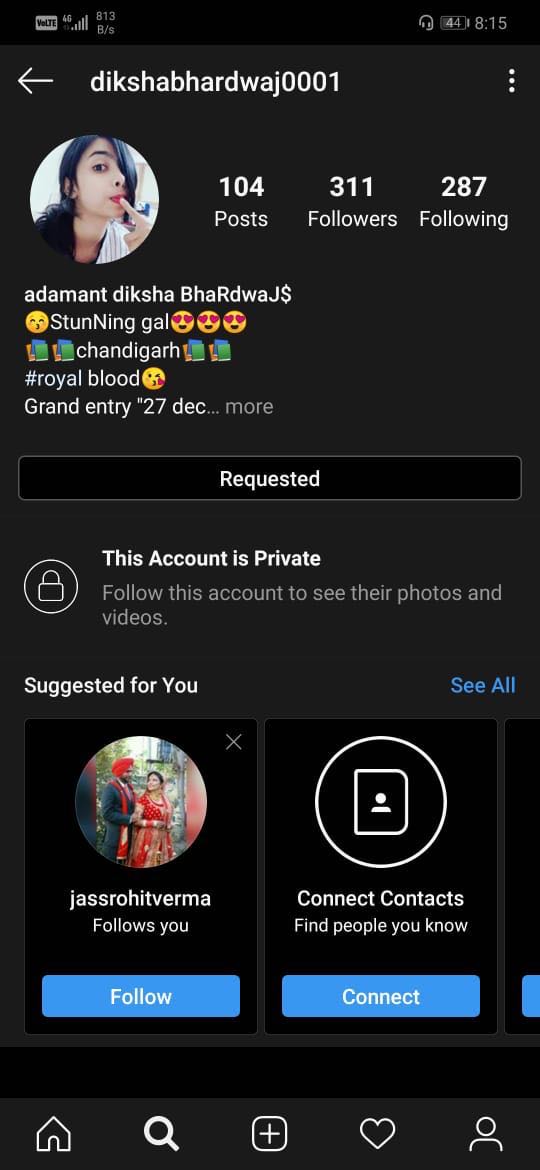 VoLTE 4G 813 B/s 44 8:15
dikshabhardwaj0001
104 311 287
Posts Followers Following
adamant diksha BhaRdwaJ$
😙StunNing gal😍😍😍
chandigarh
#royal blood😘
Grand entry "27 dec... more
Requested
This Account is Private
Follow this account to see their photos and
videos.
Suggested for You See All
jassrohitverma
Follows you
Follow
Connect Contacts
Find people you know
Connect